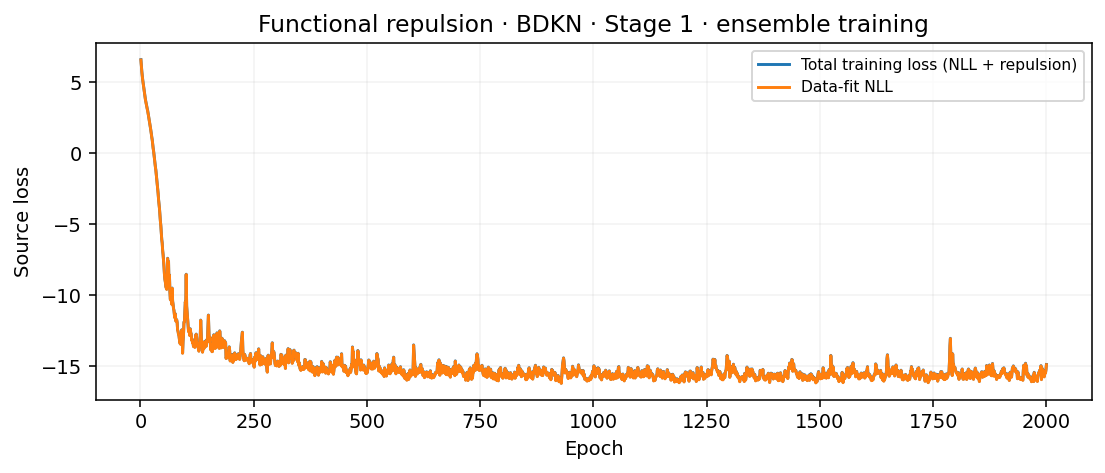 Functional repulsion · BDKN · Stage 1 · ensemble training
Total training loss (NLL + repulsion)
Data-fit NLL
Source loss
5
0
−5
−10
−15
0 250 500 750 1000 1250 1500 1750 2000
Epoch